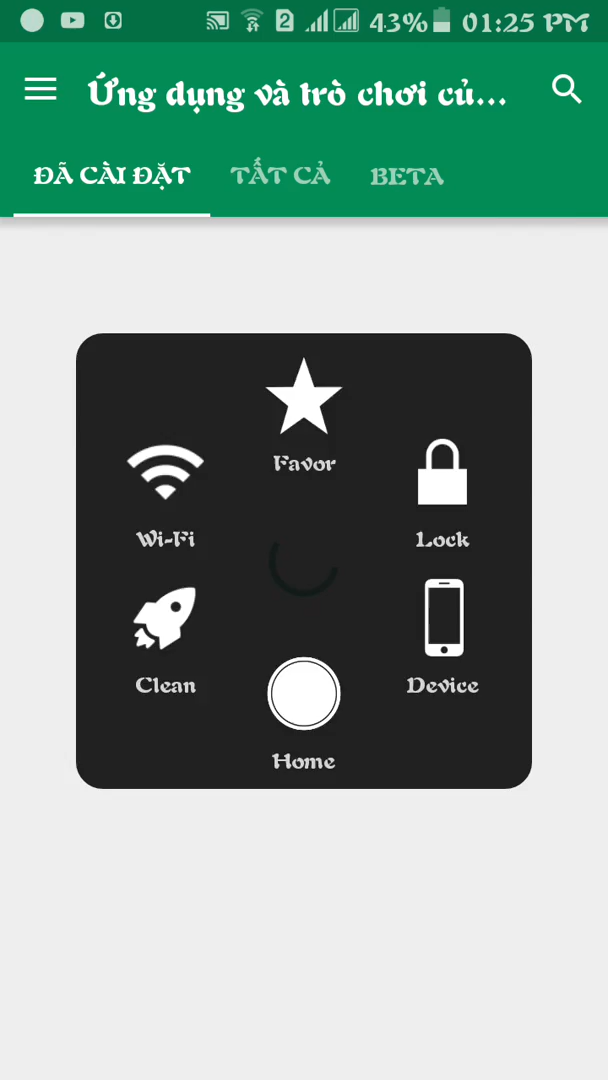 2 43% 01:25 PM
Ứng dụng và trò chơi củ...
ĐÃ CÀI ĐẶT TẤT CẢ BETA
Favor
Wi-Fi Lock
Clean Device
Home